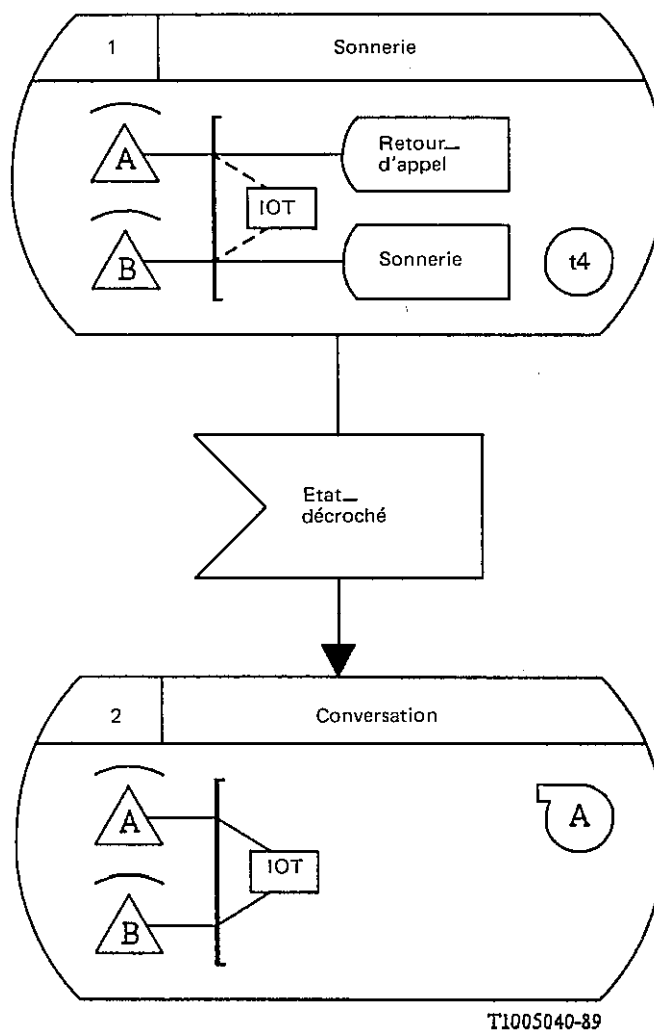 1
Sonnerie
A
Retour_
d'appel
IOT
B
Sonnerie
t4
Etat_
décroché
2
Conversation
A
A
IOT
B
T1005040-89